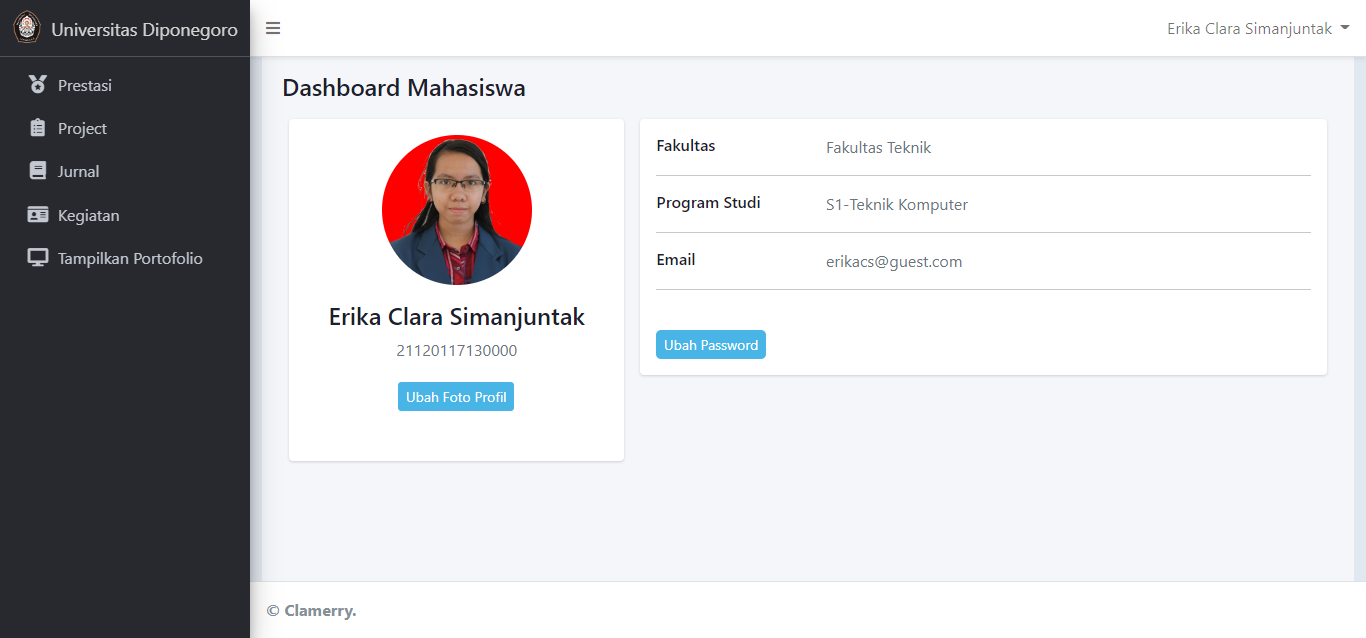 Universitas Diponegoro
Erika Clara Simanjuntak
Prestasi
Project
Jurnal
Kegiatan
Tampilkan Portofolio
Dashboard Mahasiswa
Erika Clara Simanjuntak
21120117130000
Ubah Foto Profil
Fakultas Fakultas Teknik
Program Studi S1-Teknik Komputer
Email erikacs@guest.com
Ubah Password
© Clamerry.